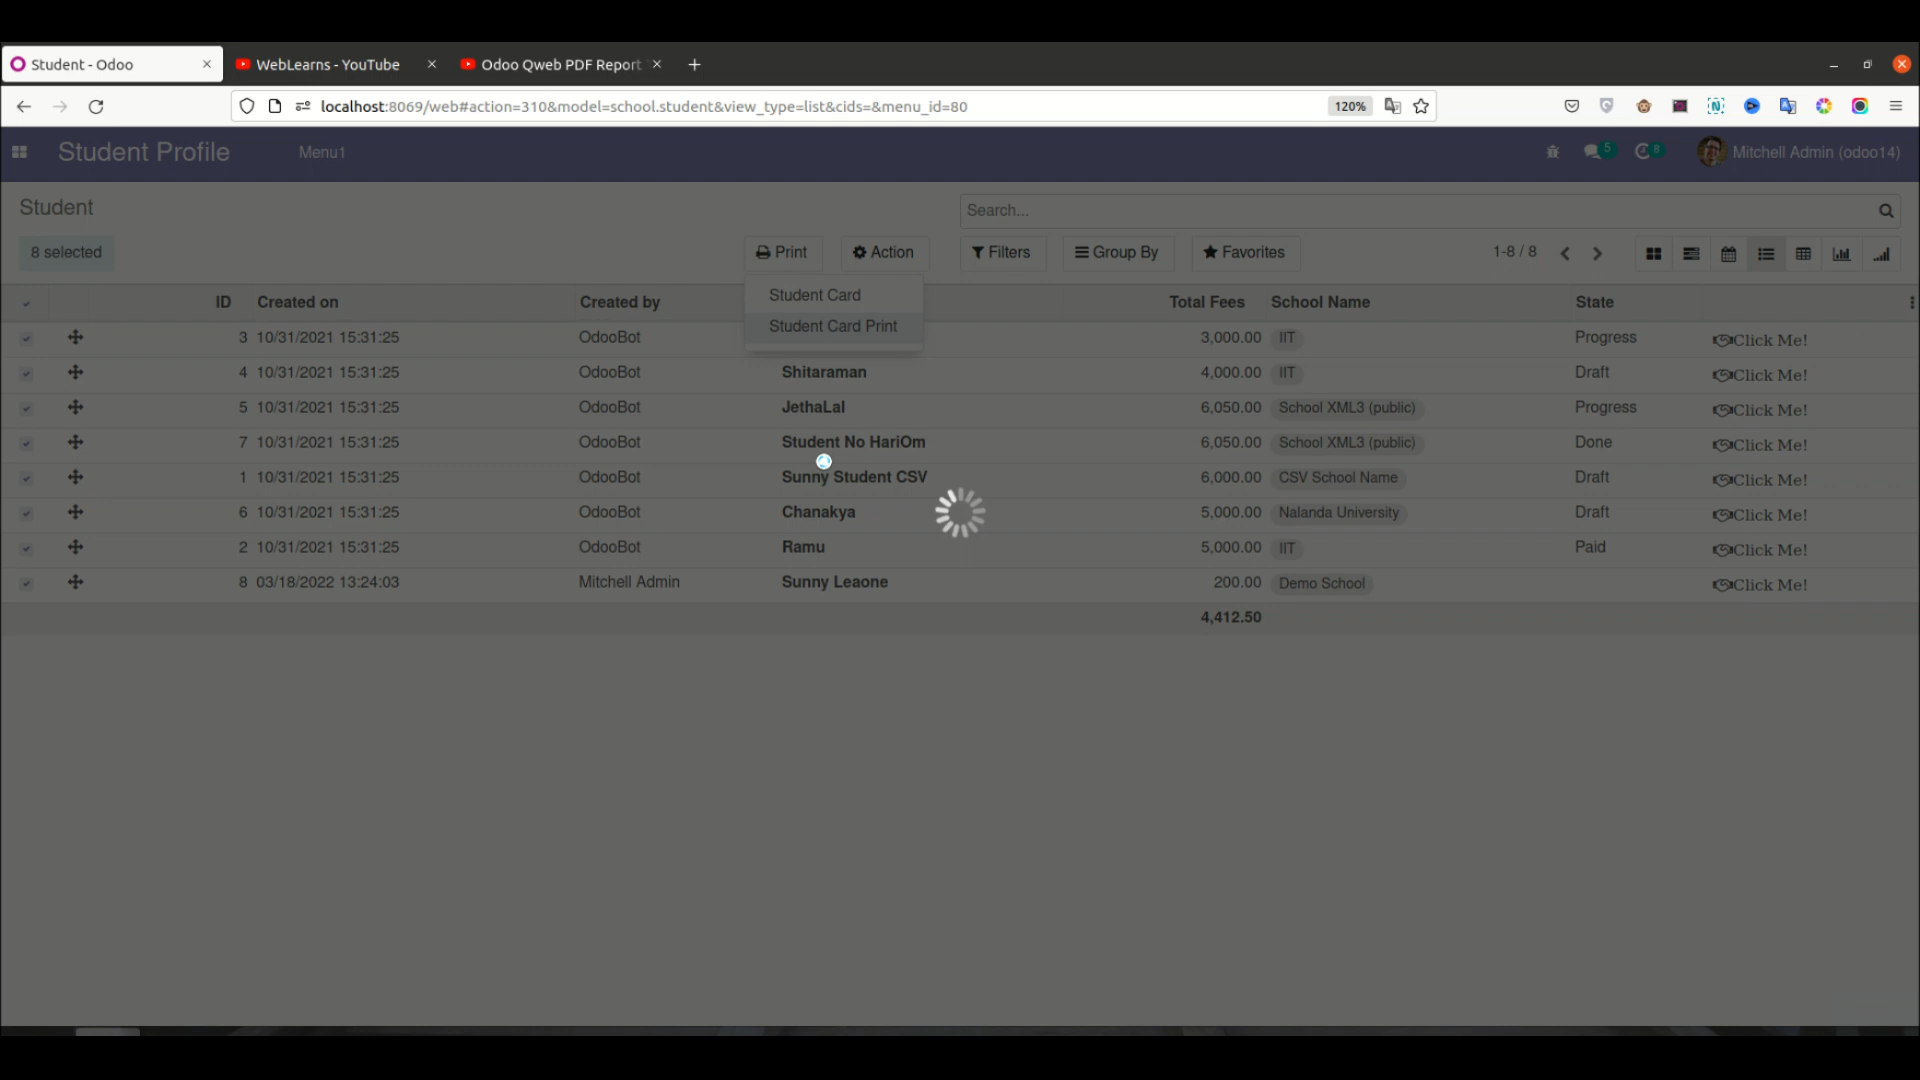 Student - Odoo
WebLearns - YouTube
Odoo Qweb PDF Report
localhost:8069/web#action=310&model=school.student&view_type=list&cids=&menu_id=80
120%
Student Profile
Menu1
5
8
Mitchell Admin (odoo14)
Student
Search...
8 selected
Print
Action
Filters
Group By
Favorites
1-8 / 8
Student Card
Student Card Print
ID Created on Created by Total Fees School Name State
3 10/31/2021 15:31:25 OdooBot 3,000.00 IIT Progress Click Me!
4 10/31/2021 15:31:25 OdooBot Shitaraman 4,000.00 IIT Draft Click Me!
5 10/31/2021 15:31:25 OdooBot JethaLal 6,050.00 School XML3 (public) Progress Click Me!
7 10/31/2021 15:31:25 OdooBot Student No HariOm 6,050.00 School XML3 (public) Done Click Me!
1 10/31/2021 15:31:25 OdooBot Sunny Student CSV 6,000.00 CSV School Name Draft Click Me!
6 10/31/2021 15:31:25 OdooBot Chanakya 5,000.00 Nalanda University Draft Click Me!
2 10/31/2021 15:31:25 OdooBot Ramu 5,000.00 IIT Paid Click Me!
8 03/18/2022 13:24:03 Mitchell Admin Sunny Leaone 200.00 Demo School Click Me!
4,412.50